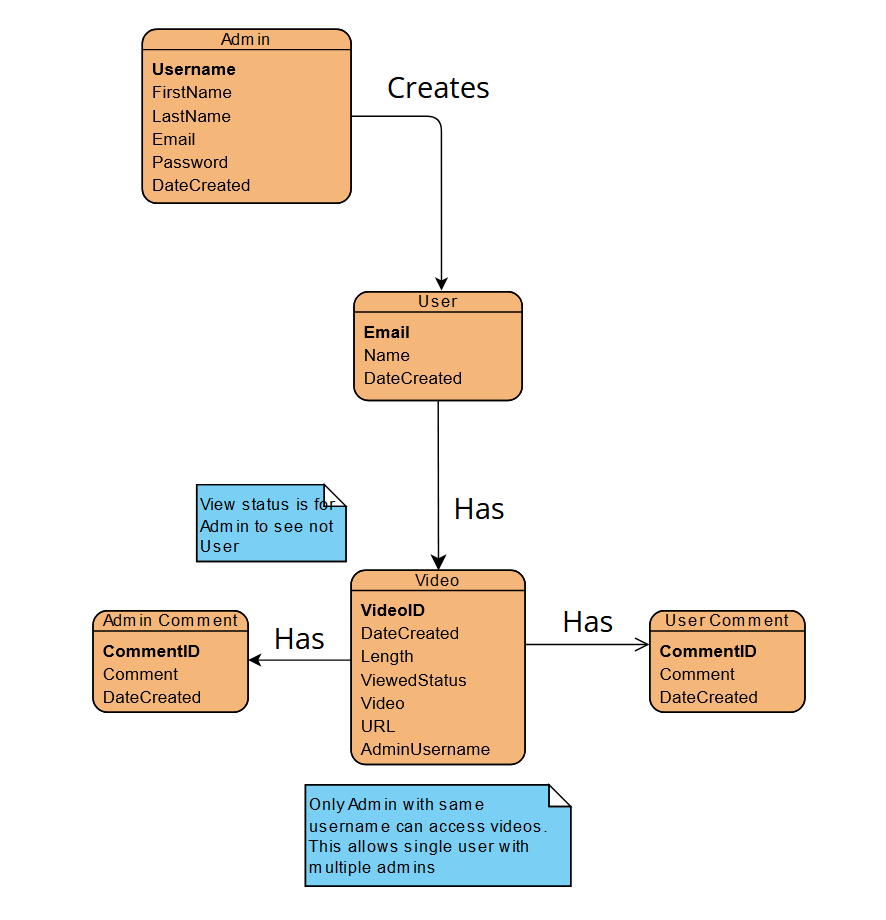 Admin
Username
FirstName
LastName
Email
Password
DateCreated
Creates
User
Email
Name
DateCreated
Has
View status is for
Admin to see not
User
Video
VideoID
DateCreated
Length
ViewedStatus
Video
URL
AdminUsername
Has
Admin Comment
CommentID
Comment
DateCreated
Has
User Comment
CommentID
Comment
DateCreated
Only Admin with same
username can access videos.
This allows single user with
multiple admins